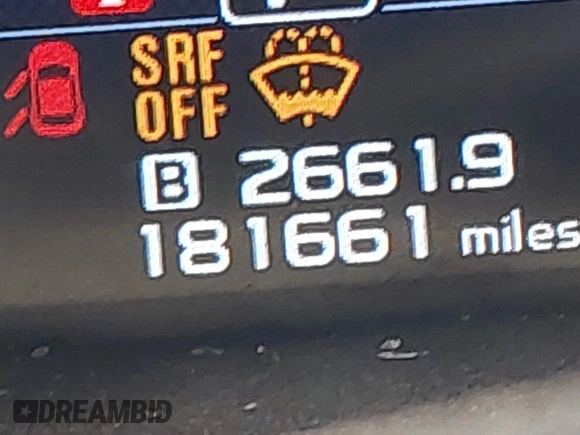 SRF
OFF
B 2661.9
181661 miles
DREAMBID